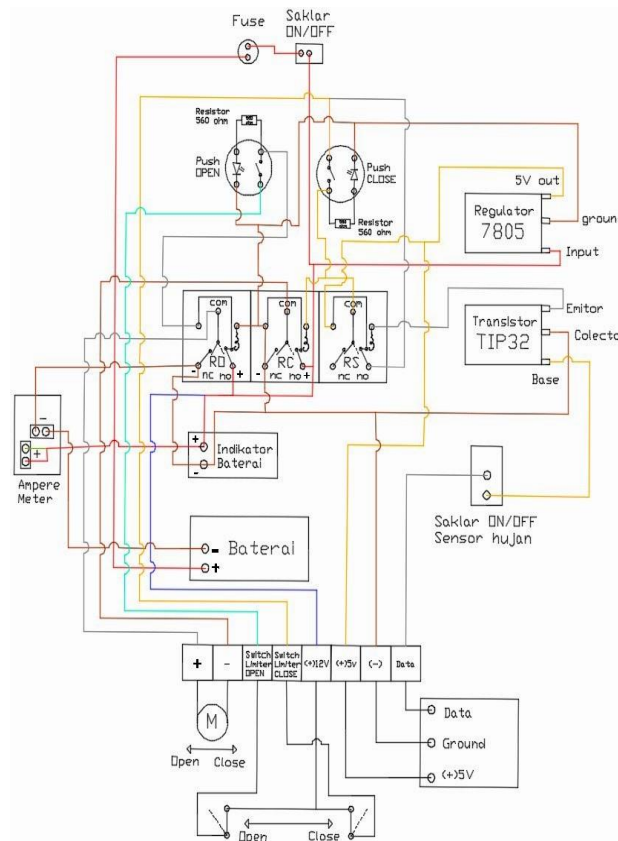 Fuse
Saklar
ON/OFF
Resistor
560 ohm
Push
OPEN
Push
CLOSE
Resistor
560 ohm
5V out
Regulator
7805
groun
Input
com
com
com
RO
RC
RS
-
nc
no
+
-
nc
no
+
nc
no
Emitor
Transistor
TIP32
Colecto
Base
-
+
Ampere
Meter
+
Indikator
Baterai
-
-
Baterai
+
Saklar ON/OFF
Sensor hujan
+
-
Switch
Limiter
OPEN
Switch
Limiter
CLOSE
(+)12V
(+)5v
(-)
Data
M
Open
Close
Data
Ground
(+)5V
Open
Close